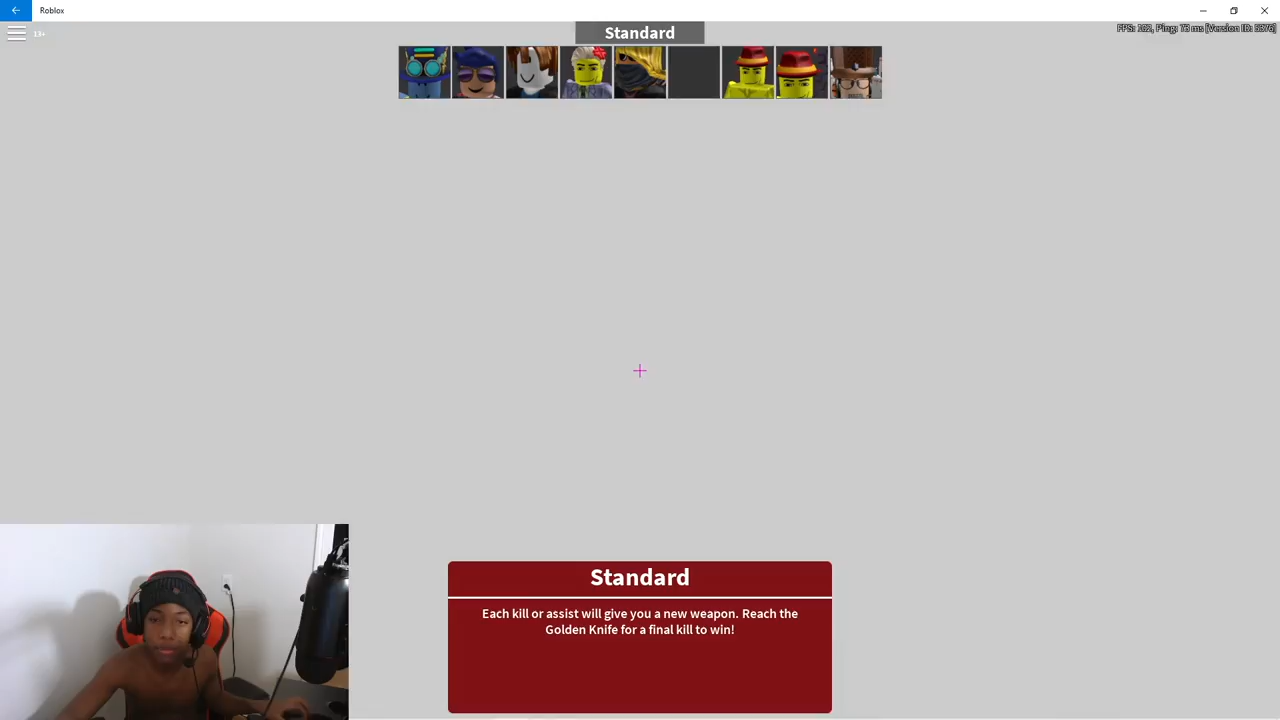 Roblox
13+
Standard
Standard
Each kill or assist will give you a new weapon. Reach the
Golden Knife for a final kill to win!